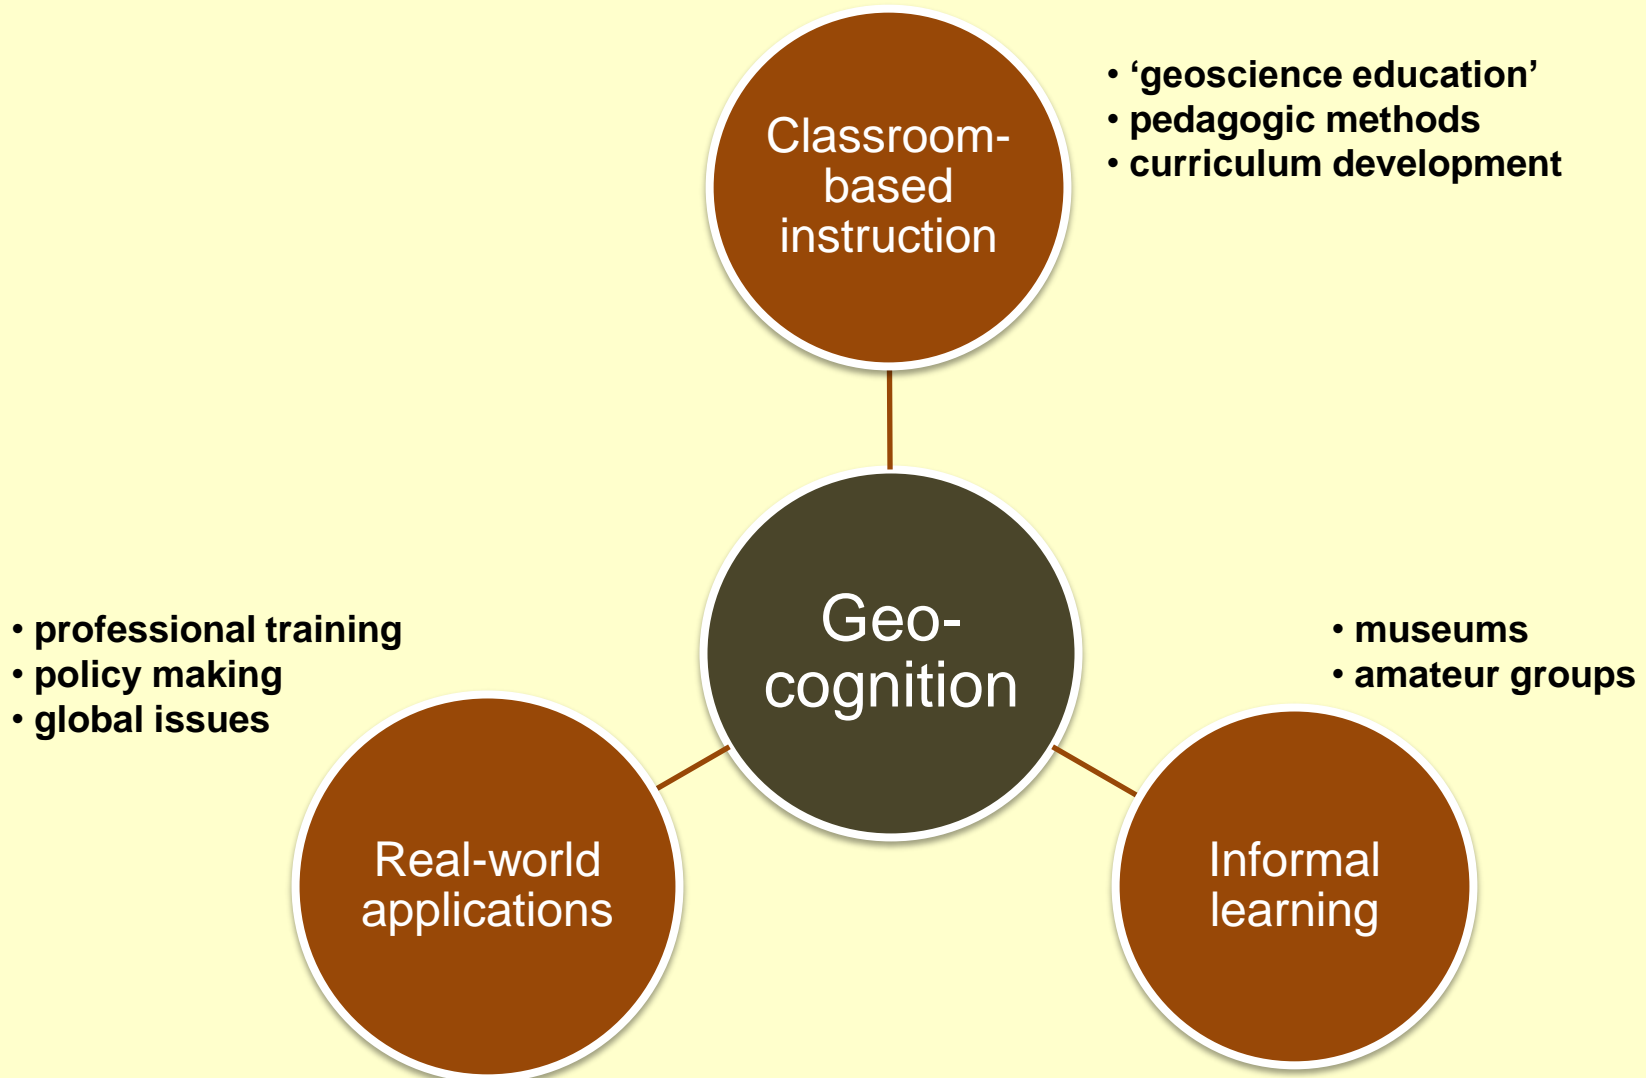 Classroom-
based
instruction
• ‘geoscience education’
• pedagogic methods
• curriculum development
Geo-
cognition
• professional training
• policy making
• global issues
Real-world
applications
• museums
• amateur groups
Informal
learning